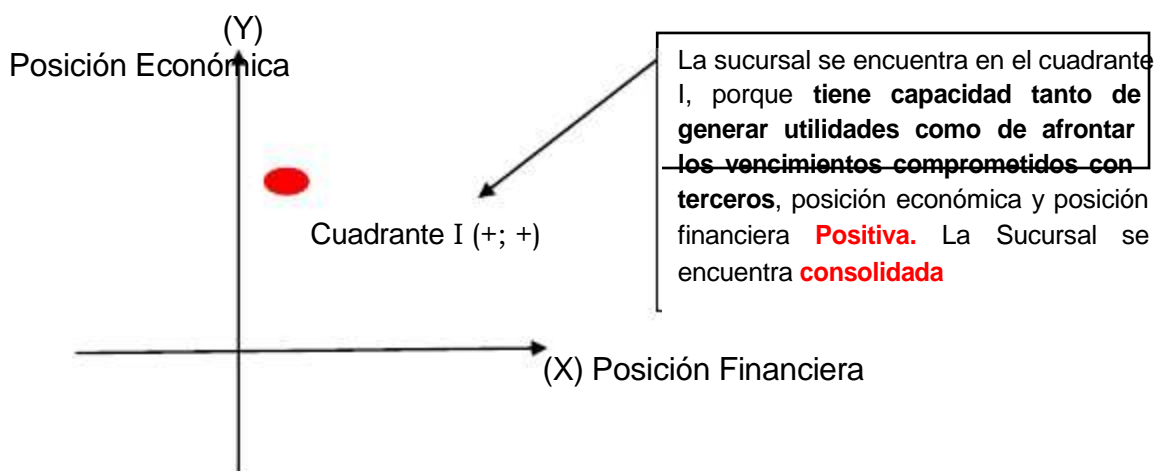 (Y)
Posición Económica
La sucursal se encuentra en el cuadrante
I, porque tiene capacidad tanto de
generar utilidades como de afrontar
los vencimientos comprometidos con
terceros, posición económica y posición
financiera Positiva. La Sucursal se
encuentra consolidada
Cuadrante I (+; +)
(X) Posición Financiera